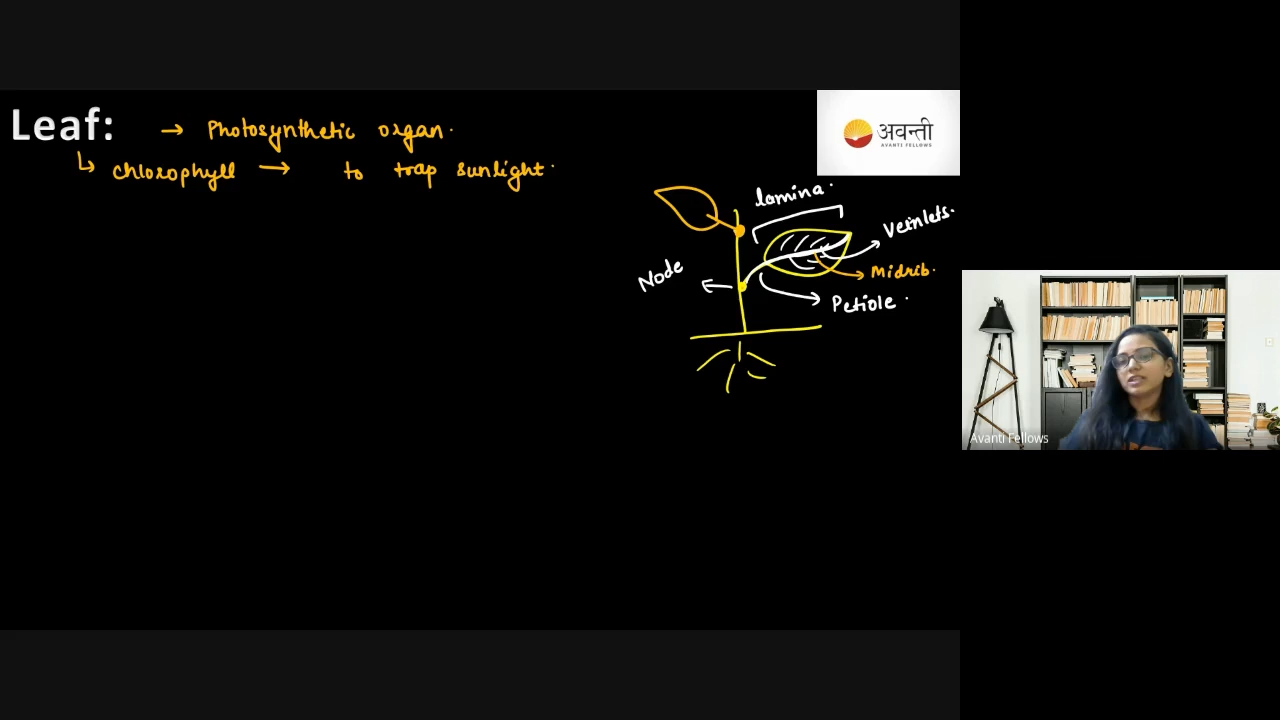 Leaf: → Photosynthetic organ.
↳ chlorophyll → to trap sunlight.
अवन्ती
AVANTI FELLOWS
lamina.
Veinlets.
Node
Midrib.
Petiole.
Avanti Fellows